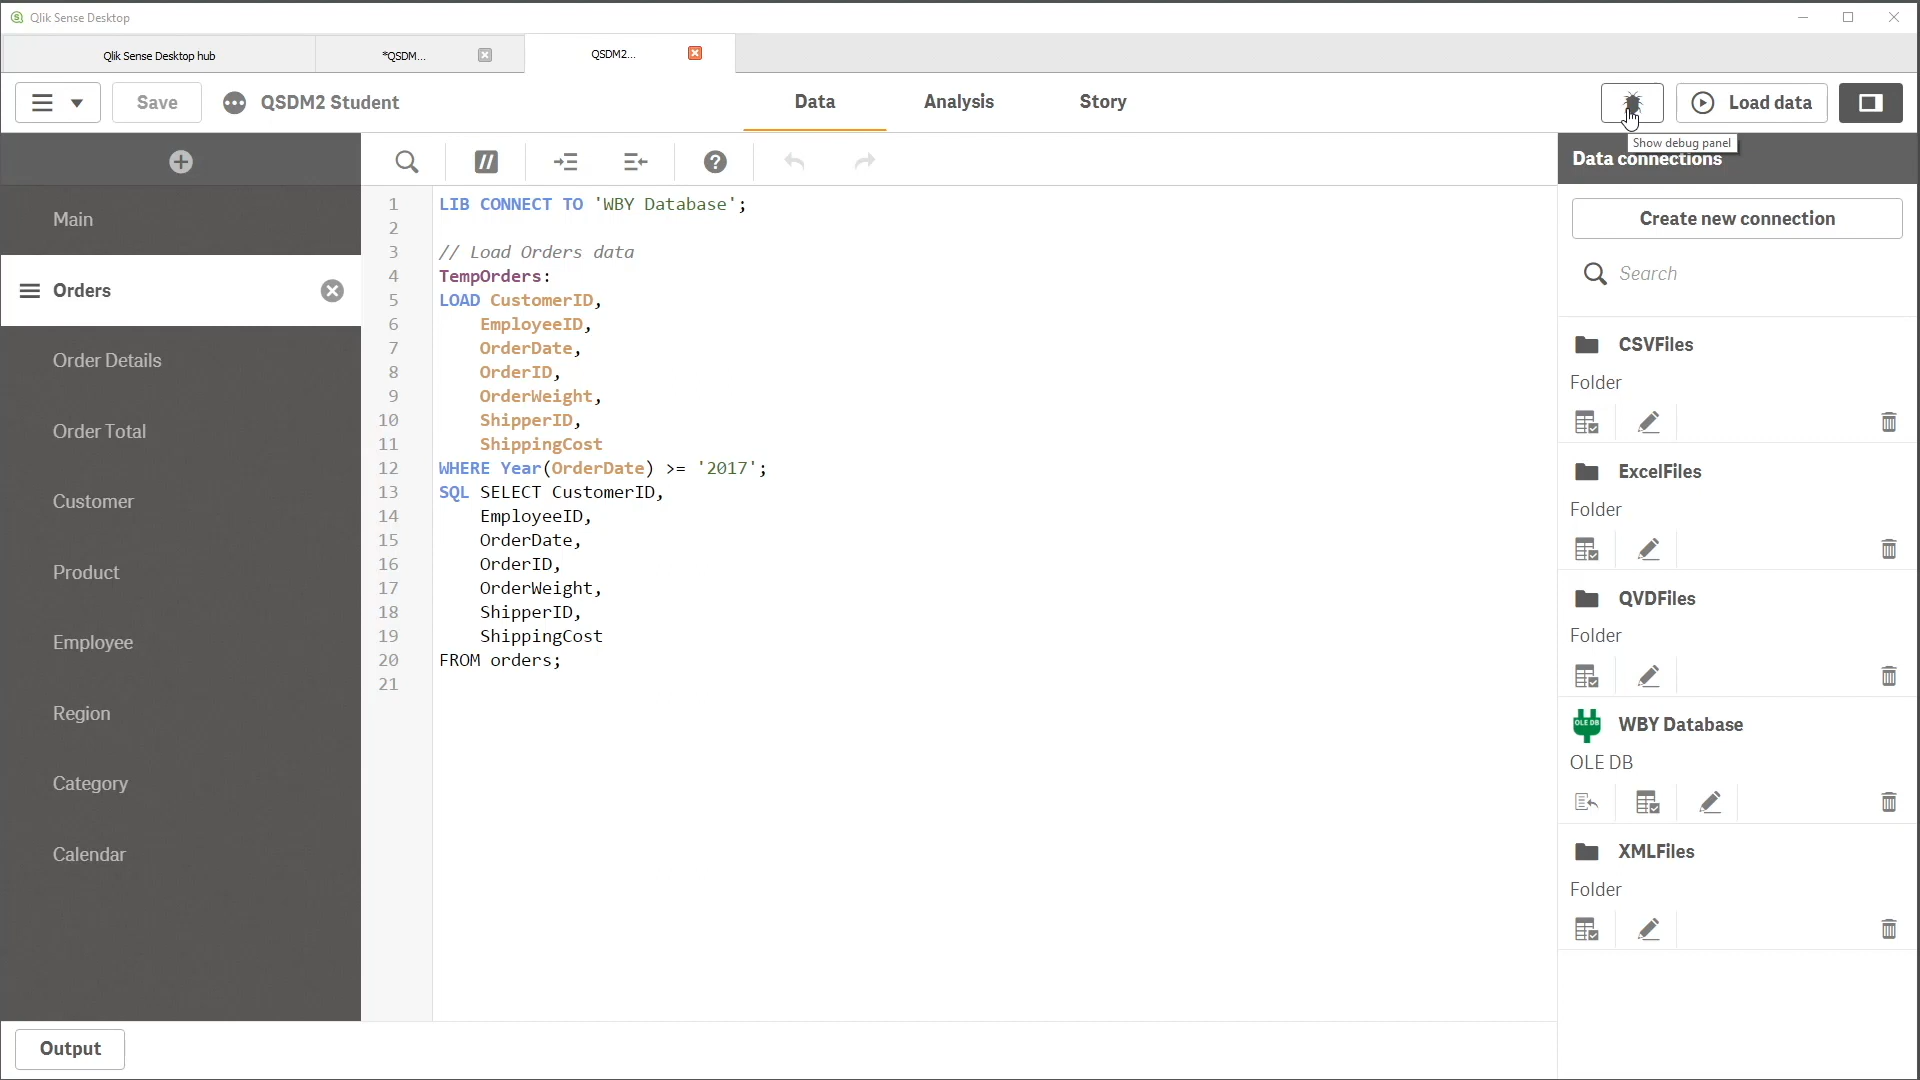 Qlik Sense Desktop
Qlik Sense Desktop hub
*QSDM...
QSDM2...
Save
QSDM2 Student
Data
Analysis
Story
Load data
Show debug panel
Data connections
Main
Orders
Order Details
Order Total
Customer
Product
Employee
Region
Category
Calendar
1 LIB CONNECT TO 'WBY Database';
2
3 // Load Orders data
4 TempOrders:
5 LOAD CustomerID,
6 EmployeeID,
7 OrderDate,
8 OrderID,
9 OrderWeight,
10 ShipperID,
11 ShippingCost
12 WHERE Year(OrderDate) >= '2017';
13 SQL SELECT CustomerID,
14 EmployeeID,
15 OrderDate,
16 OrderID,
17 OrderWeight,
18 ShipperID,
19 ShippingCost
20 FROM orders;
21
Create new connection
Search
CSVFiles
Folder
ExcelFiles
Folder
QVDFiles
Folder
OLE DB
WBY Database
OLE DB
XMLFiles
Folder
Output